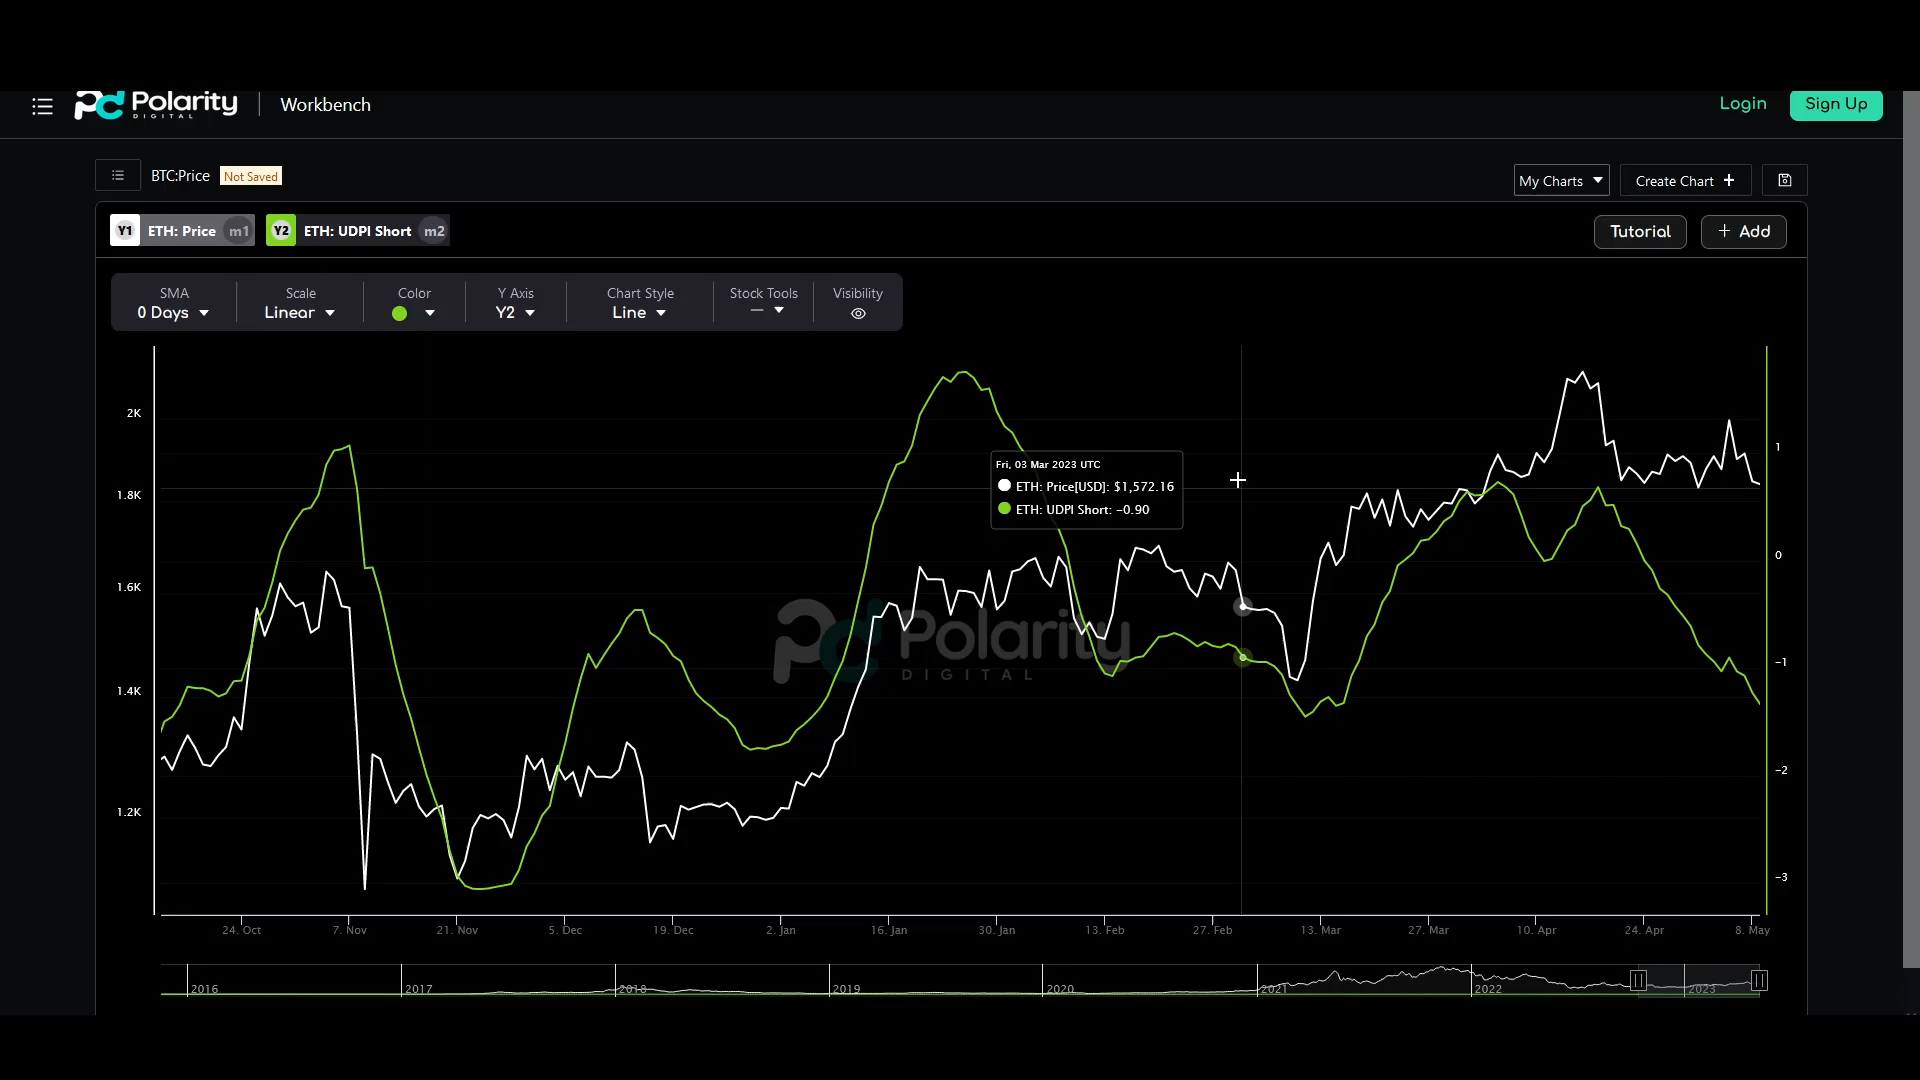 Polarity
DIGITAL
Workbench
Login
Sign Up
BTC:Price
Not Saved
My Charts
Create Chart +
Y1 ETH: Price m1
Y2 ETH: UDPI Short m2
Tutorial
+ Add
SMA
0 Days
Scale
Linear
Color
Y Axis
Y2
Chart Style
Line
Stock Tools
—
Visibility
2K
1.8K
1.6K
1.4K
1.2K
Fri, 03 Mar 2023 UTC
ETH: Price[USD]: $1,572.16
ETH: UDPI Short: -0.90
Polarity
DIGITAL
1
0
-1
-2
-3
24. Oct
7. Nov
21. Nov
5. Dec
19. Dec
2. Jan
16. Jan
30. Jan
13. Feb
27. Feb
13. Mar
27. Mar
10. Apr
24. Apr
8. May
2016
2017
2018
2019
2020
2021
2022
2023